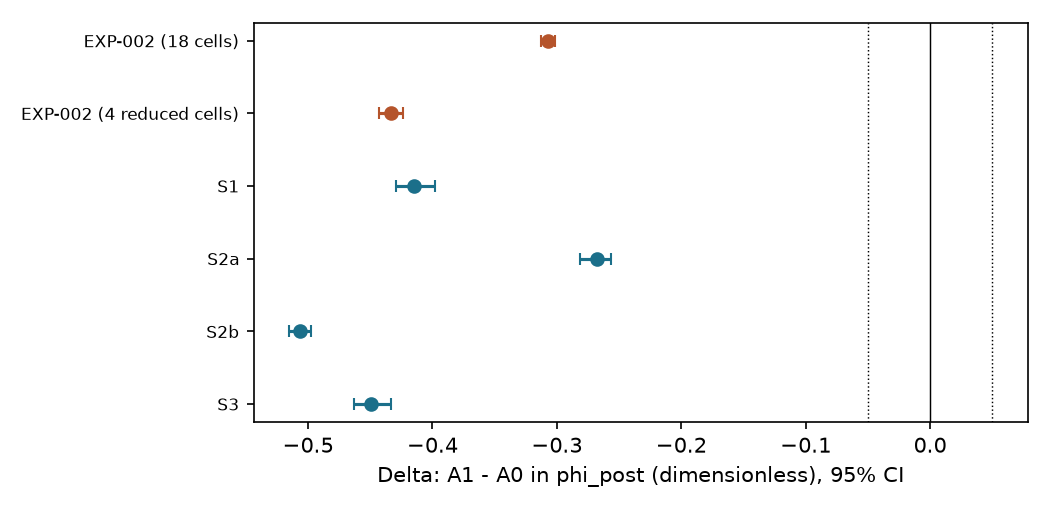 EXP-002 (18 cells)
EXP-002 (4 reduced cells)
S1
S2a
S2b
S3
−0.5 −0.4 −0.3 −0.2 −0.1 0.0
Delta: A1 - A0 in phi_post (dimensionless), 95% CI